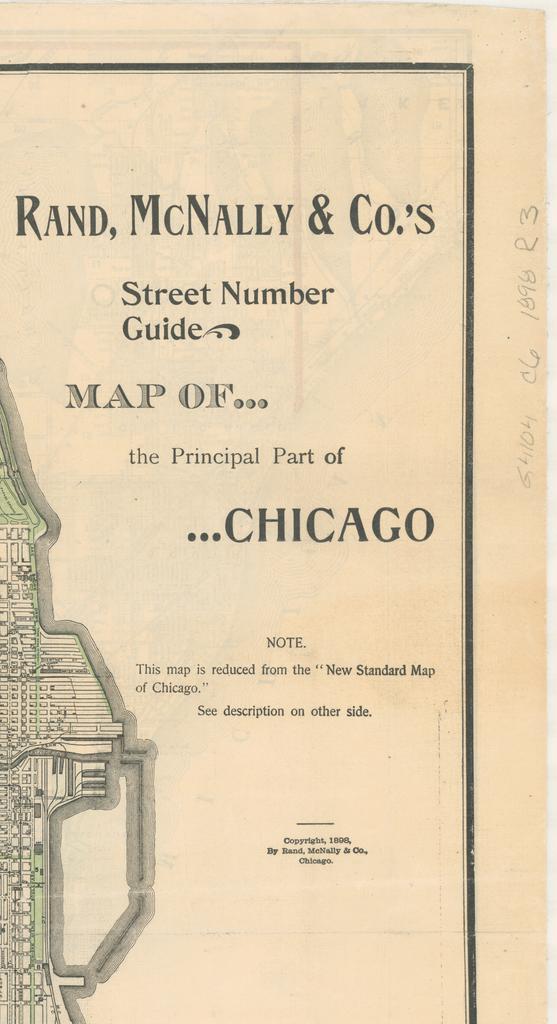 RAND, MCNALLY & CO.'S
Street Number
Guide
MAP OF...
the Principal Part of
...CHICAGO
NOTE.
This map is reduced from the "New Standard Map
of Chicago."
See description on other side.
Copyright, 1898,
By Rand, McNally & Co.,
Chicago.
G4104 C6 1898 R3